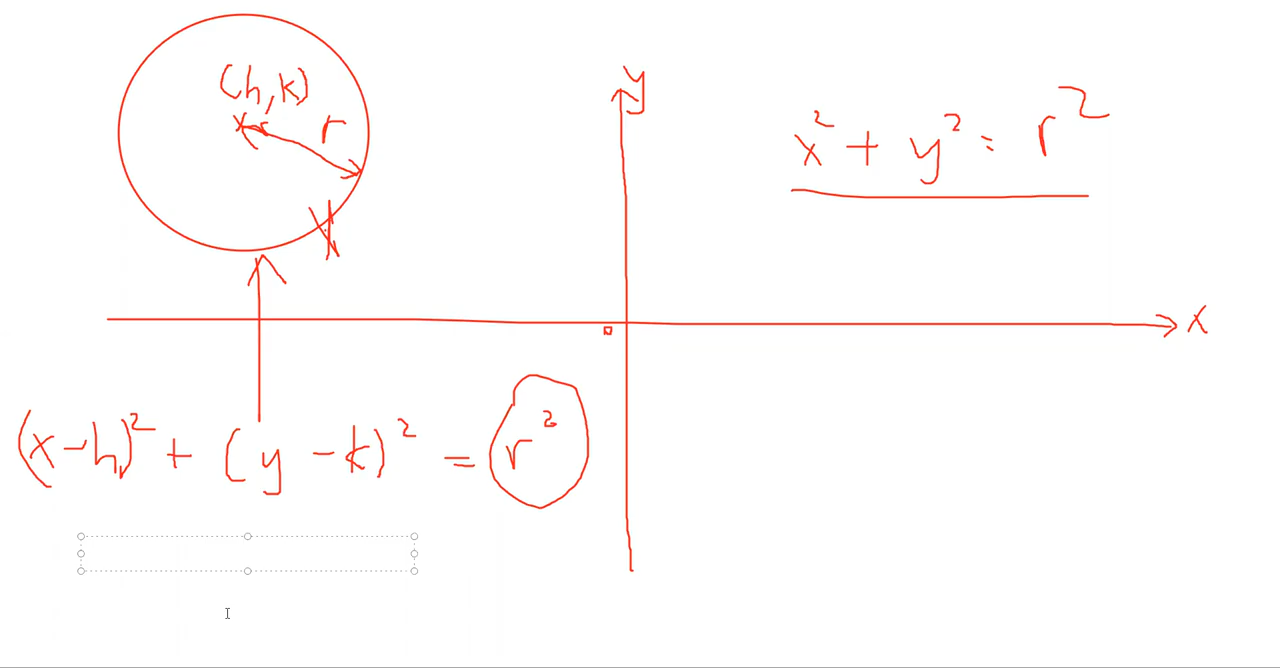 (h,k)
r
y
x² + y² = r²
x
(x-h)² + (y-k)² = r²